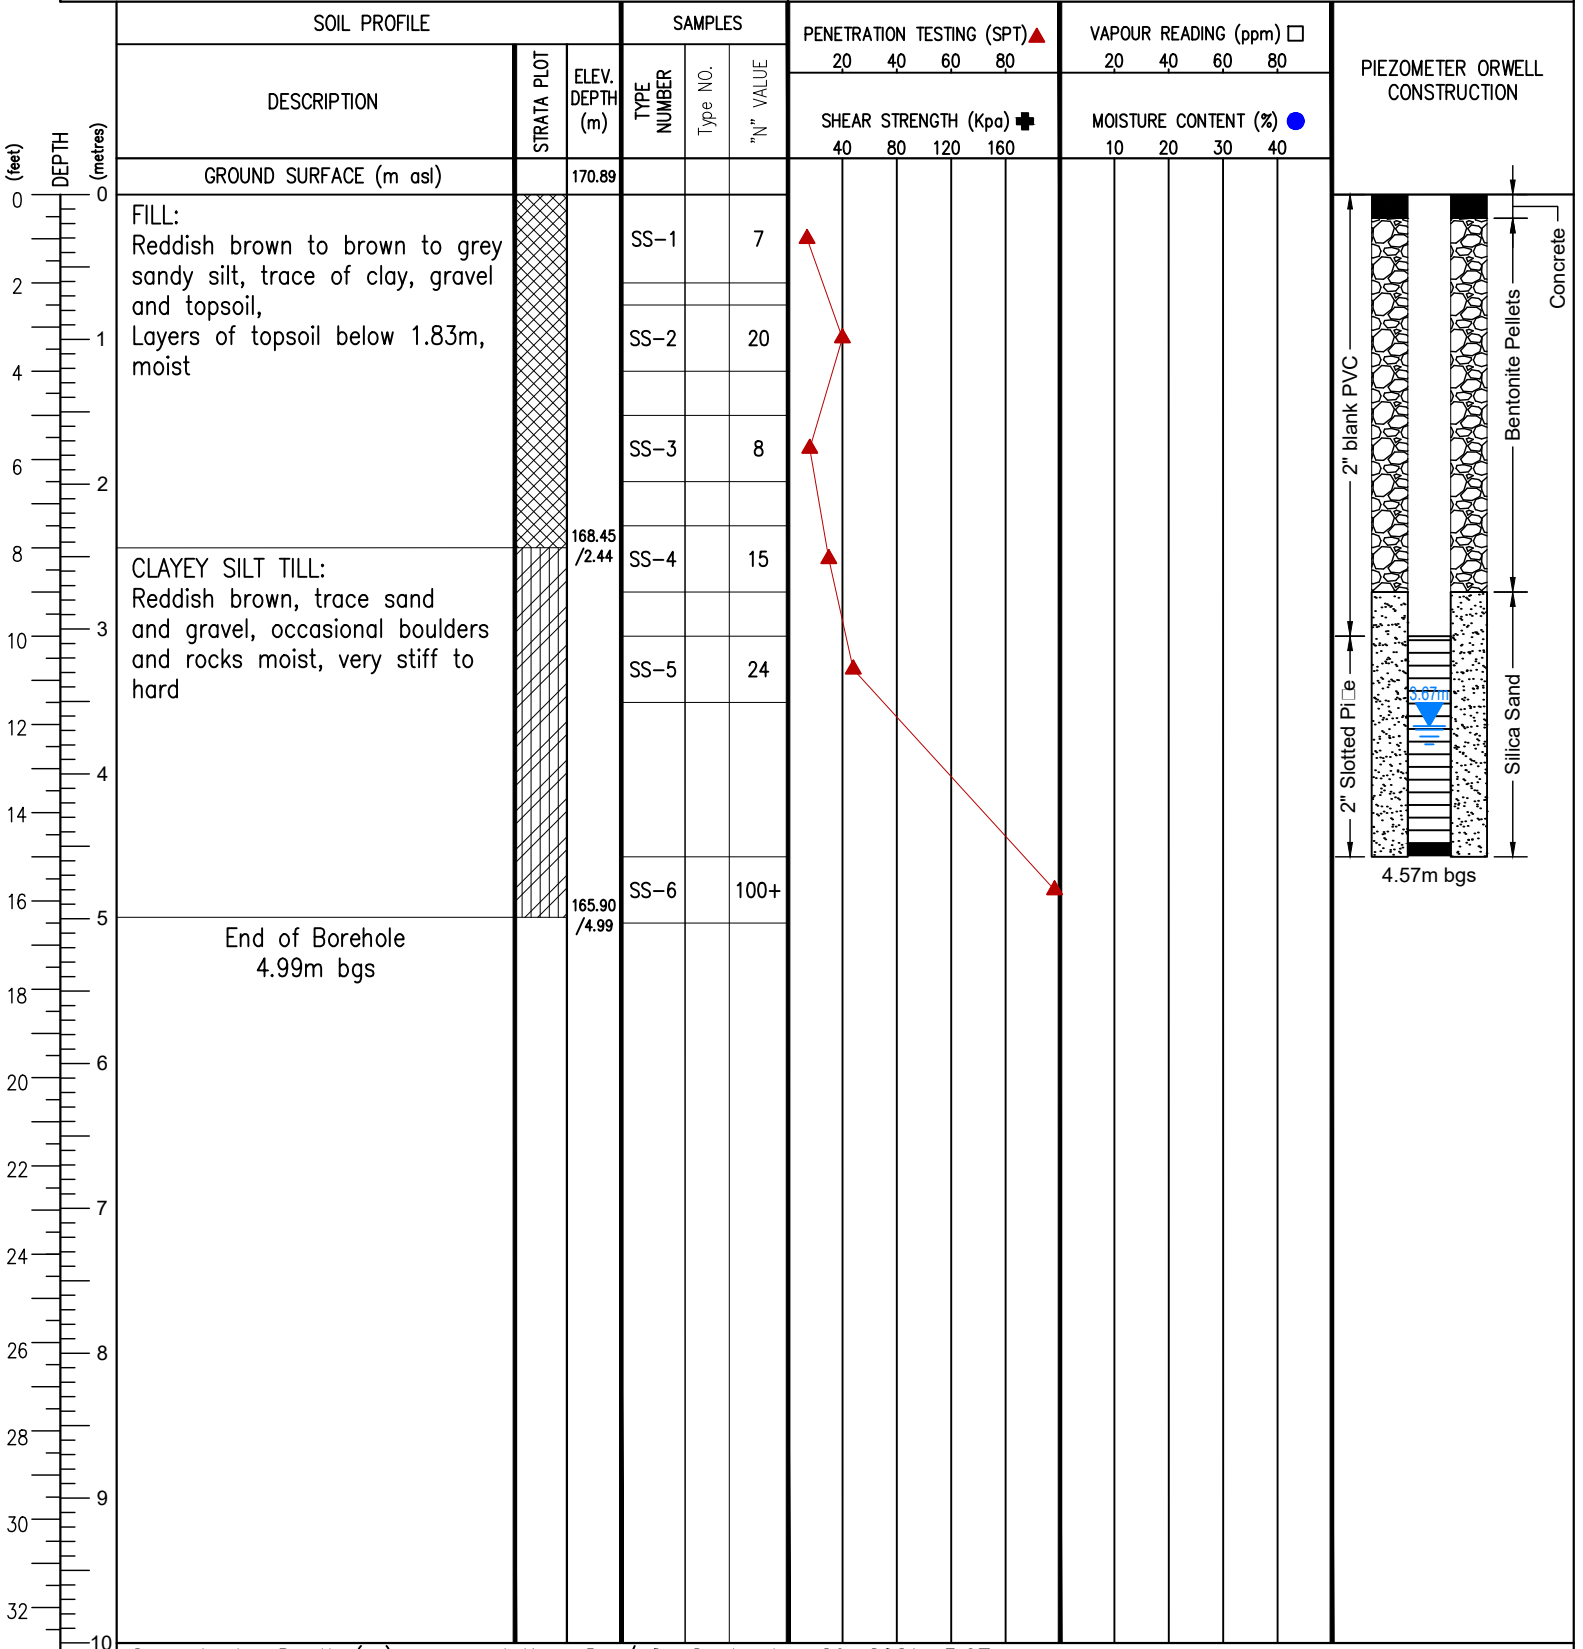 SOIL PROFILE
SAMPLES
PENETRATION TESTING (SPT)
20 40 60 80
VAPOUR READING (ppm)
20 40 60 80
PIEZOMETER ORWELL
CONSTRUCTION
DESCRIPTION
STRATA PLOT
ELEV.
DEPTH
(m)
TYPE
NUMBER
Type NO.
"N" VALUE
SHEAR STRENGTH (Kpa)
40 80 120 160
MOISTURE CONTENT (%)
10 20 30 40
(feet)
DEPTH
(metres)
GROUND SURFACE (m asl)
170.89
FILL:
Reddish brown to brown to grey
sandy silt, trace of clay, gravel
and topsoil,
Layers of topsoil below 1.83m,
moist
168.45
/2.44
CLAYEY SILT TILL:
Reddish brown, trace sand
and gravel, occasional boulders
and rocks moist, very stiff to
hard
165.90
/4.99
End of Borehole
4.99m bgs
SS-1 7
SS-2 20
SS-3 8
SS-4 15
SS-5 24
SS-6 100+
2" blank PVC
2" Slotted Pi□e
Concrete
Bentonite Pellets
Silica Sand
3.67m
4.57m bgs
0
2
4
6
8
10
12
14
16
18
20
22
24
26
28
30
32
0
1
2
3
4
5
6
7
8
9
10